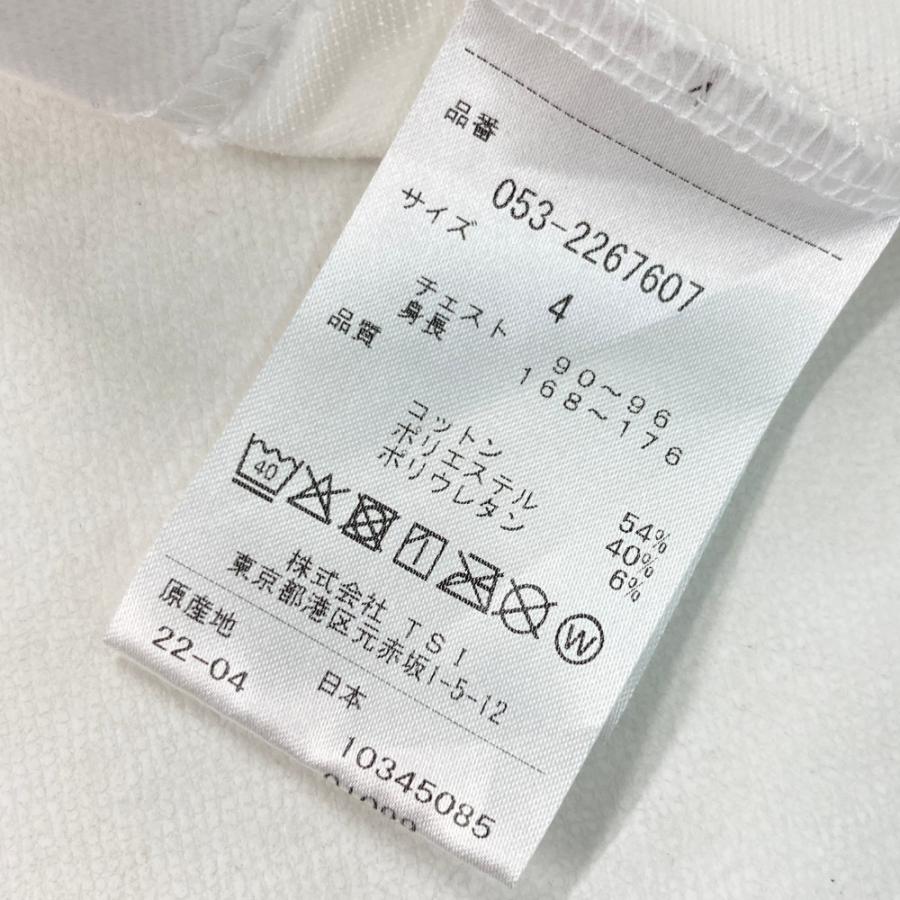 品番
053-2267607
サイズ
4
チェスト 90～96
身長 168～176
品質
コットン 54%
ポリエステル 40%
ポリウレタン 6%
40
W
株式会社 TSI
東京都港区元赤坂1-5-12
原産地 日本
22-04
10345085